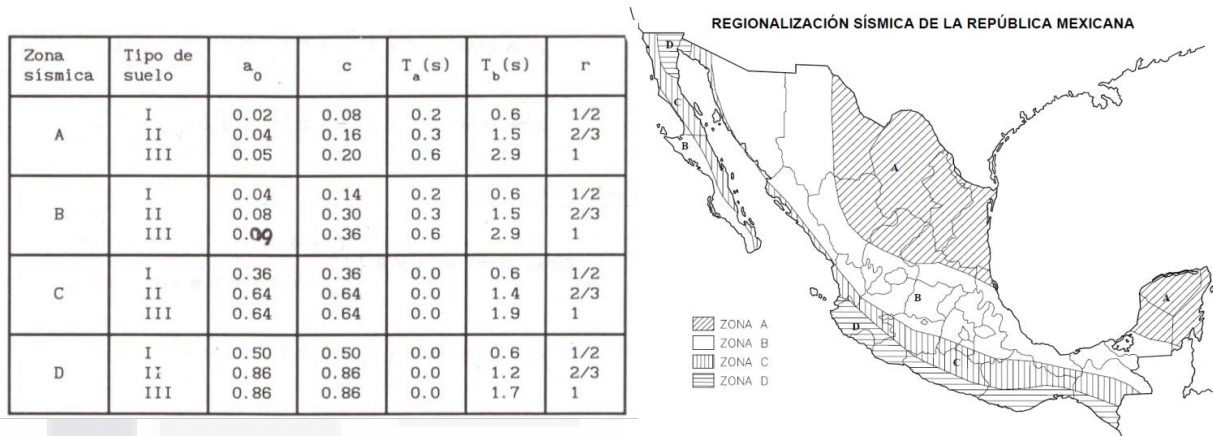 Zona sísmica | Tipo de suelo | a0 | c | Ta(s) | Tb(s) | r
A | I | 0.02 | 0.08 | 0.2 | 0.6 | 1/2
II | 0.04 | 0.16 | 0.3 | 1.5 | 2/3
III | 0.05 | 0.20 | 0.6 | 2.9 | 1
B | I | 0.04 | 0.14 | 0.2 | 0.6 | 1/2
II | 0.08 | 0.30 | 0.3 | 1.5 | 2/3
III | 0.09 | 0.36 | 0.6 | 2.9 | 1
C | I | 0.36 | 0.36 | 0.0 | 0.6 | 1/2
II | 0.64 | 0.64 | 0.0 | 1.4 | 2/3
III | 0.64 | 0.64 | 0.0 | 1.9 | 1
D | I | 0.50 | 0.50 | 0.0 | 0.6 | 1/2
II | 0.86 | 0.86 | 0.0 | 1.2 | 2/3
III | 0.86 | 0.86 | 0.0 | 1.7 | 1
REGIONALIZACIÓN SÍSMICA DE LA REPÚBLICA MEXICANA
D
C
B
A
A
B
D
C
ZONA A
ZONA B
ZONA C
ZONA D